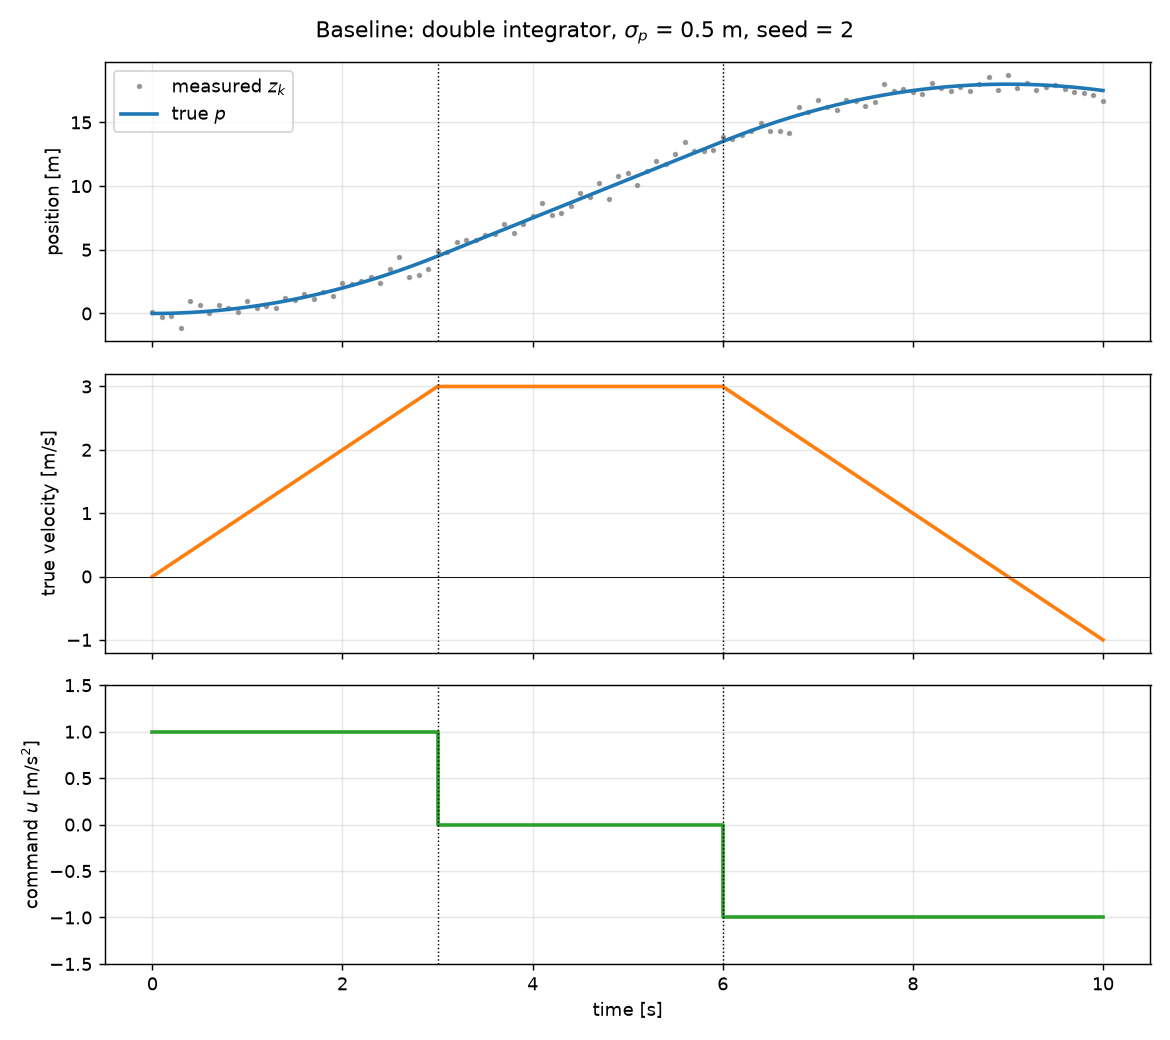 Baseline: double integrator, σₚ = 0.5 m, seed = 2
measured zₖ
true p
position [m]
15
10
5
0
true velocity [m/s]
3
2
1
0
−1
command u [m/s²]
1.5
1.0
0.5
0.0
−0.5
−1.0
−1.5
0 2 4 6 8 10
time [s]